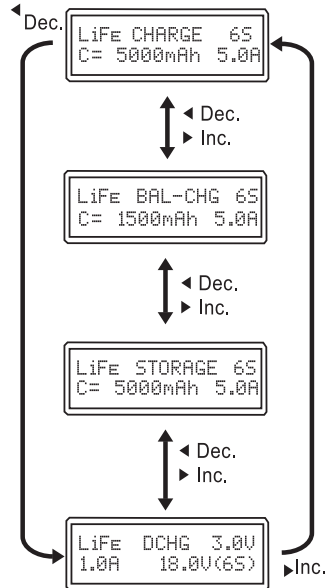 ◄ Dec.
LiFE CHARGE 6S
C= 5000mAh 5.0A
◄ Dec.
► Inc.
LiFE BAL-CHG 6S
C= 1500mAh 5.0A
◄ Dec.
► Inc.
LiFE STORAGE 6S
C= 5000mAh 5.0A
◄ Dec.
► Inc.
LiFE DCHG 3.0V
1.0A 18.0V(6S)
►Inc.